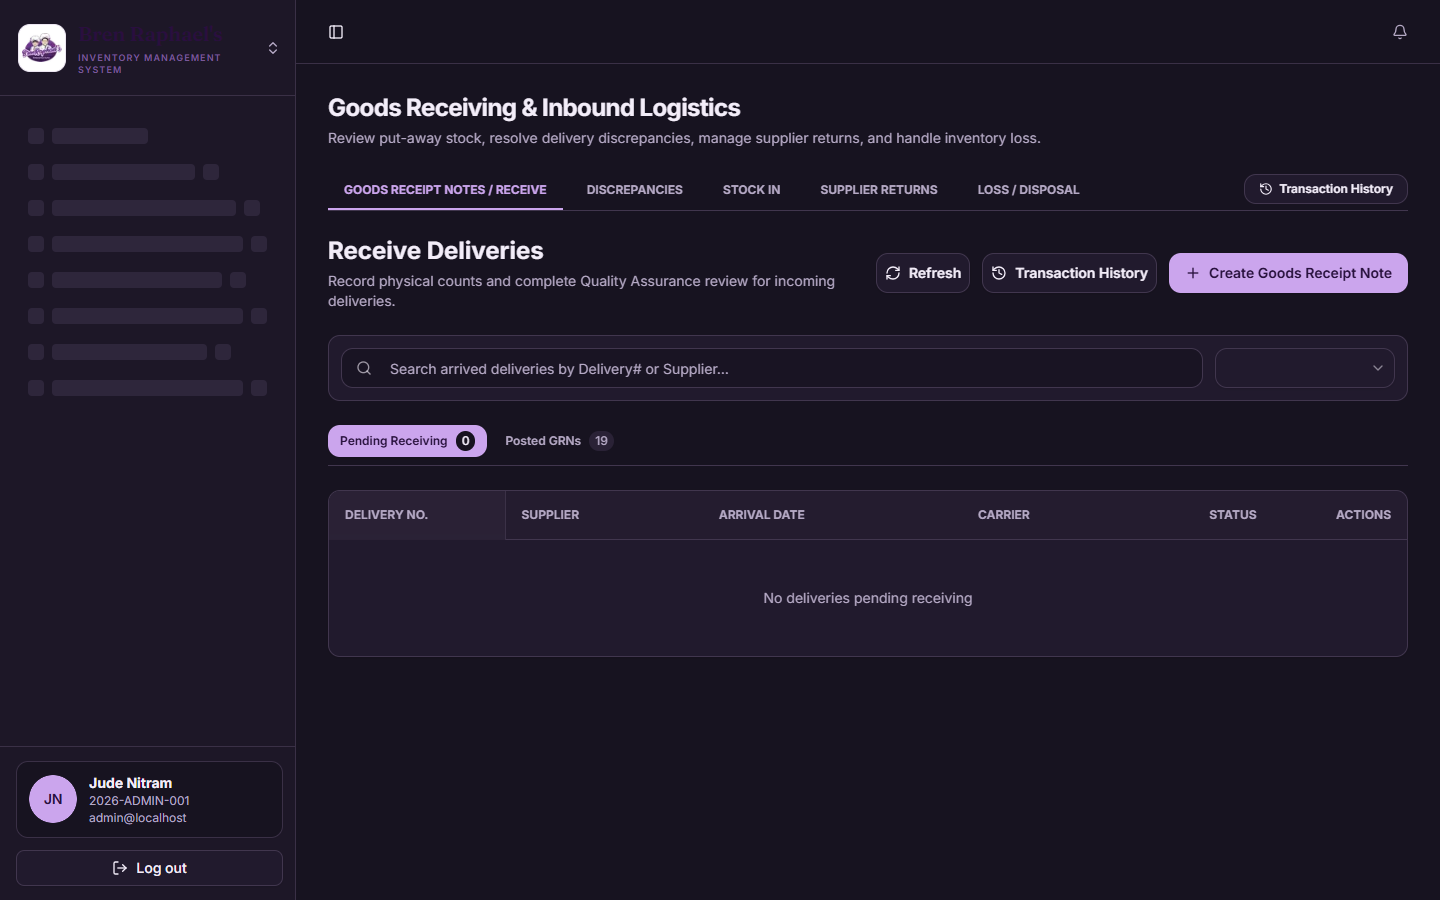 INVENTORY MANAGEMENT
SYSTEM
Goods Receiving & Inbound Logistics
Review put-away stock, resolve delivery discrepancies, manage supplier returns, and handle inventory loss.
GOODS RECEIPT NOTES / RECEIVE
DISCREPANCIES
STOCK IN
SUPPLIER RETURNS
LOSS / DISPOSAL
Transaction History
Receive Deliveries
Record physical counts and complete Quality Assurance review for incoming
deliveries.
Refresh
Transaction History
Create Goods Receipt Note
Search arrived deliveries by Delivery# or Supplier...
Pending Receiving 0
Posted GRNs 19
DELIVERY NO.
SUPPLIER
ARRIVAL DATE
CARRIER
STATUS
ACTIONS
No deliveries pending receiving
JN
Jude Nitram
2026-ADMIN-001
admin@localhost
Log out